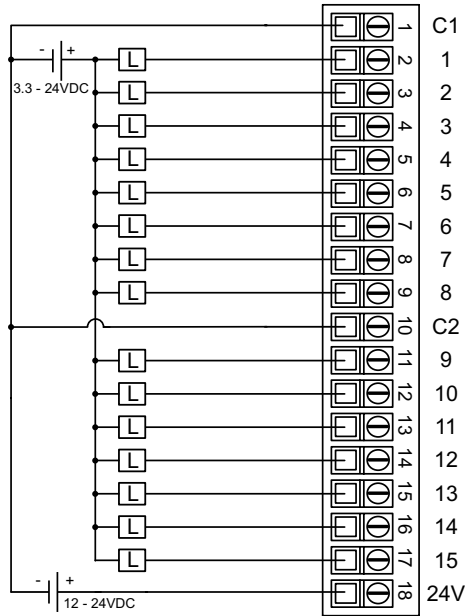 1 C1
- + L 2 1
3.3 - 24VDC
L 3 2
L 4 3
L 5 4
L 6 5
L 7 6
L 8 7
L 9 8
10 C2
L 11 9
L 12 10
L 13 11
L 14 12
L 15 13
L 16 14
L 17 15
- + 18 24V
12 - 24VDC